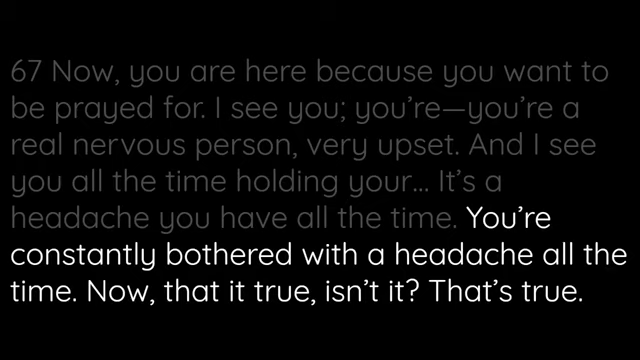 67 Now, you are here because you want to
be prayed for. I see you; you're—you're a
real nervous person, very upset. And I see
you all the time holding your... It's a
headache you have all the time. You're
constantly bothered with a headache all the
time. Now, that it true, isn't it? That's true.